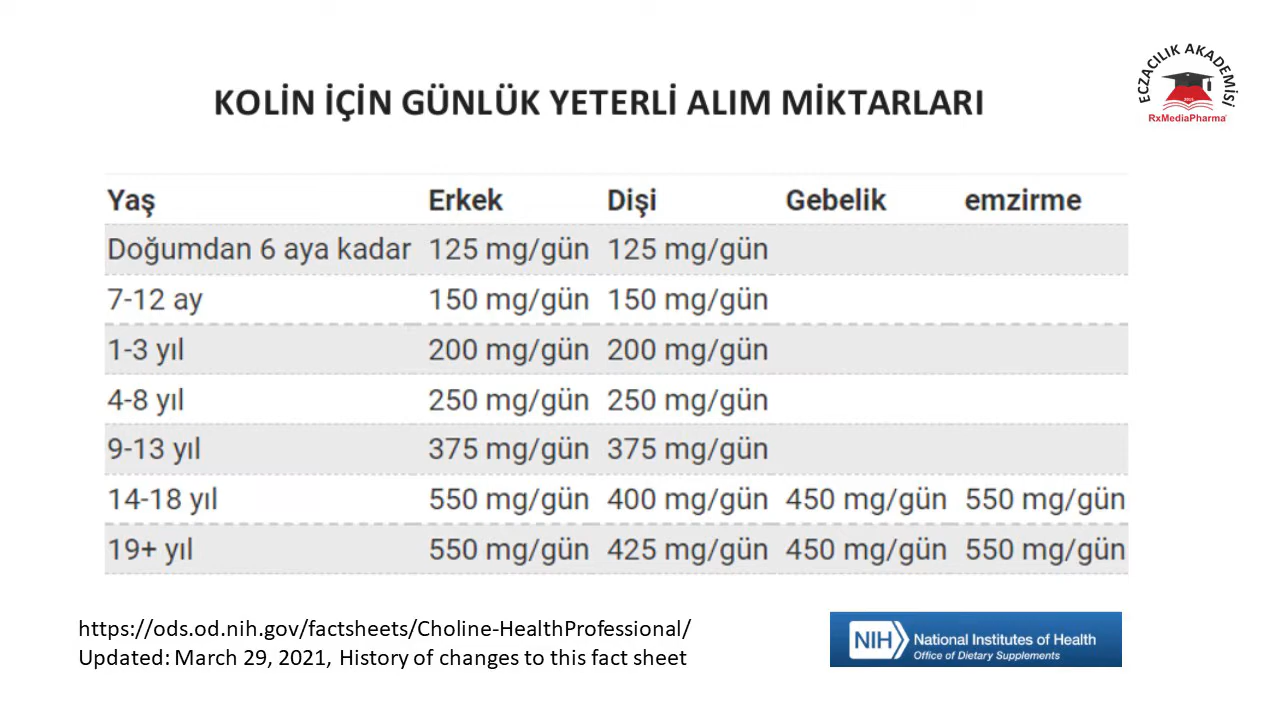 ECZACILIK AKADEMİSİ
RxMediaPharma
KOLİN İÇİN GÜNLÜK YETERLİ ALIM MİKTARLARI
Yaş Erkek Dişi Gebelik emzirme
Doğumdan 6 aya kadar 125 mg/gün 125 mg/gün
7-12 ay 150 mg/gün 150 mg/gün
1-3 yıl 200 mg/gün 200 mg/gün
4-8 yıl 250 mg/gün 250 mg/gün
9-13 yıl 375 mg/gün 375 mg/gün
14-18 yıl 550 mg/gün 400 mg/gün 450 mg/gün 550 mg/gün
19+ yıl 550 mg/gün 425 mg/gün 450 mg/gün 550 mg/gün
https://ods.od.nih.gov/factsheets/Choline-HealthProfessional/
Updated: March 29, 2021, History of changes to this fact sheet
NIH National Institutes of Health
Office of Dietary Supplements